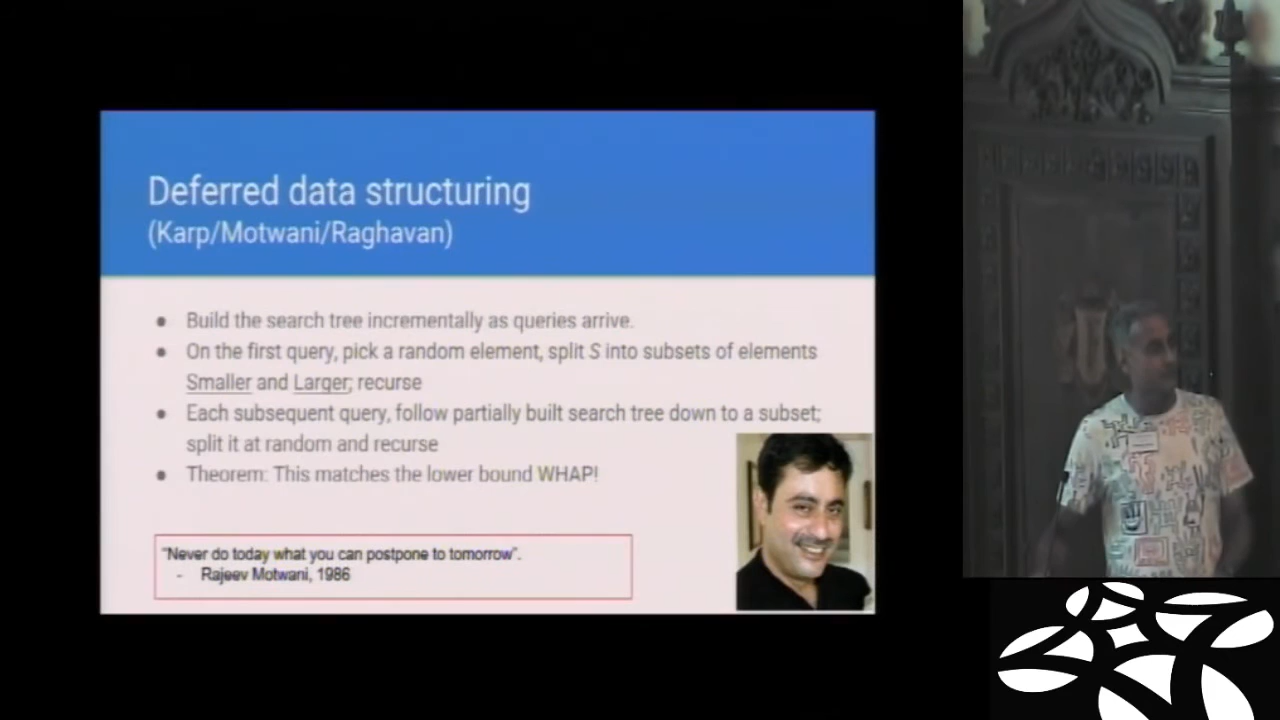 Deferred data structuring
(Karp/Motwani/Raghavan)
● Build the search tree incrementally as queries arrive.
● On the first query, pick a random element, split S into subsets of elements
Smaller and Larger; recurse
● Each subsequent query, follow partially built search tree down to a subset;
split it at random and recurse
● Theorem: This matches the lower bound WHAP!
"Never do today what you can postpone to tomorrow".
- Rajeev Motwani, 1986